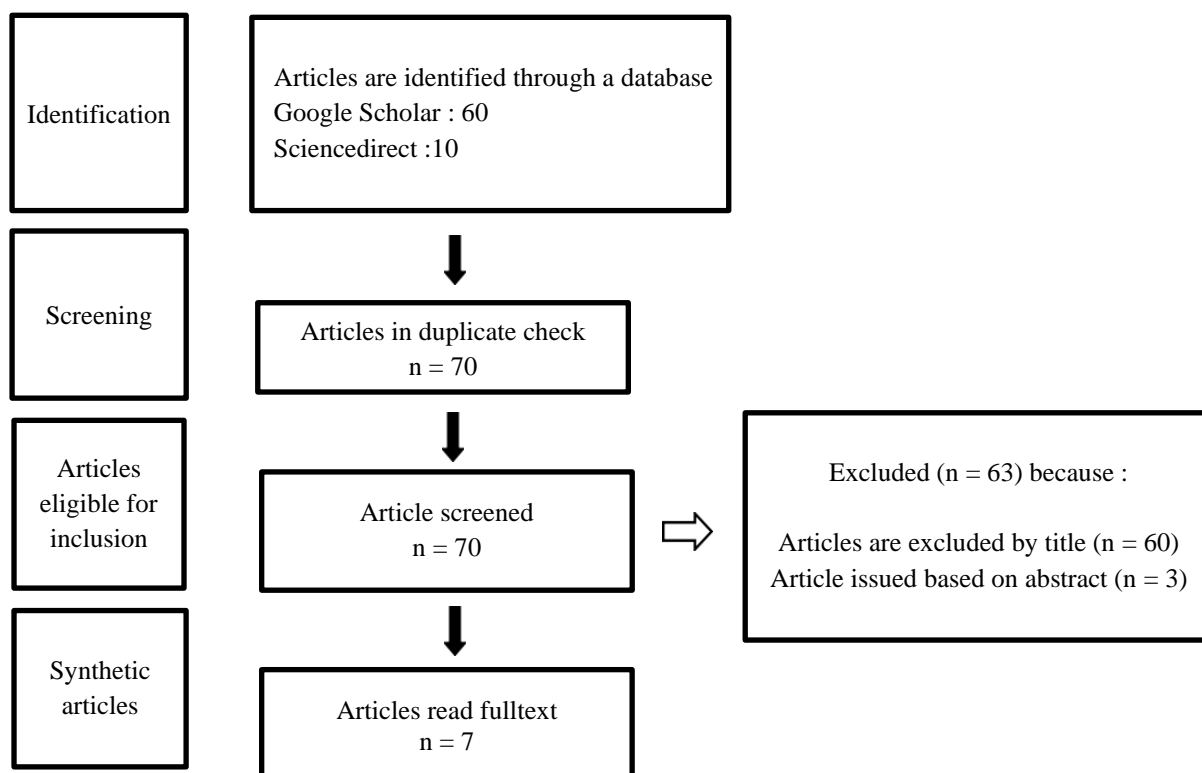 Identification
Articles are identified through a database
Google Scholar : 60
Sciencedirect :10
Screening
Articles in duplicate check
n = 70
Articles
eligible for
inclusion
Article screened
n = 70
Excluded (n = 63) because :
Articles are excluded by title (n = 60)
Article issued based on abstract (n = 3)
Synthetic
articles
Articles read fulltext
n = 7